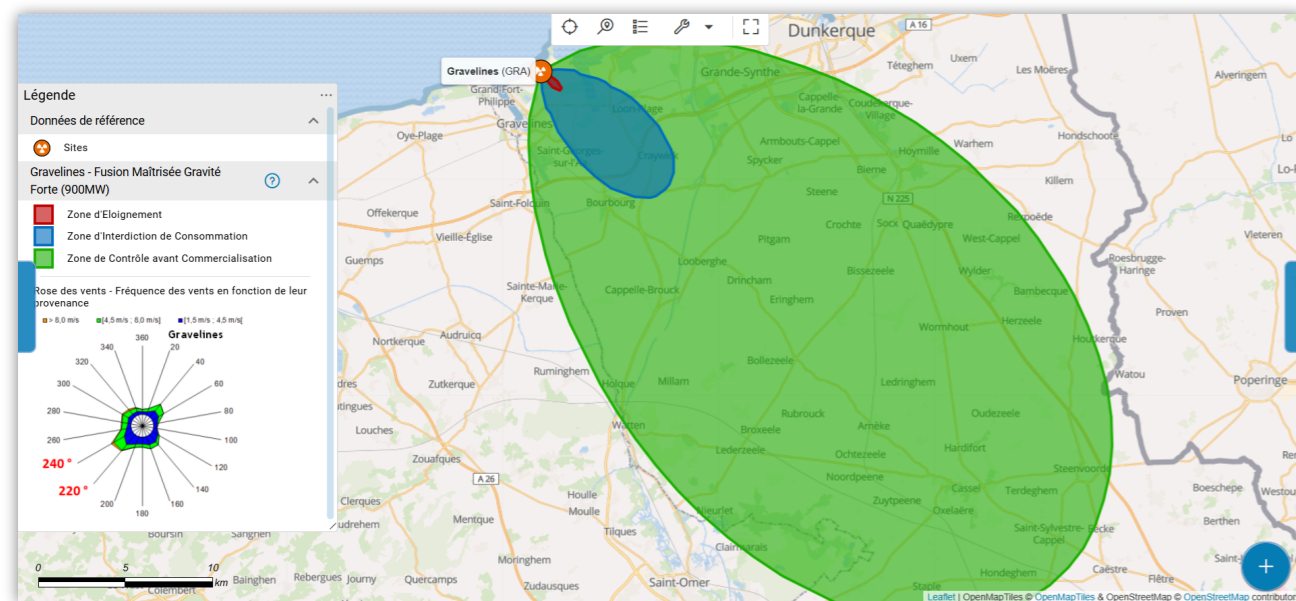 Dunkerque
A 16
Uxem
Téteghem
Les Moëres
Alveringem
Gravelines (GRA)
Grande-Synthe
Grand-Fort-
Philippe
Légende
Données de référence
Sites
Gravelines - Fusion Maîtrisée Gravité
Forte (900MW)
Zone d'Eloignement
Zone d'Interdiction de Consommation
Zone de Contrôle avant Commercialisation
Rose des vents - Fréquence des vents en fonction de leur
provenance
> 8,0 m/s
[4,5 m/s ; 8,0 m/s]
[1,5 m/s ; 4,5 m/s[
Gravelines
360
20
40
60
80
100
120
140
160
180
200
220 °
240 °
260
280
300
320
340
Cappelle-
la-Grande
Coudekerque-
Village
Loon-Plage
Gravelines
Oye-Plage
Hondschoote
Lo
Lo-R
Armbouts-Cappel
Warhem
Hoymille
Saint-Georges-
sur-l'Aa
Craywick
Spycker
Bierne
Killem
Steene
N 225
Saint-Folquin
Bourbourg
Offekerque
Rexpoëde
Crochte
Socx
Quaëdypre
Vieille-Église
Pitgam
West-Cappel
Vleteren
Guemps
Looberghe
Bissezeele
Wylder
Roesbrugge-
Haringe
Sainte-Marie-
Kerque
Cappelle-Brouck
Drincham
Eringhem
Bambecque
Proven
Wormhout
Herzeele
Houtkerque
Nortkerque
Audruicq
Bollezeele
Ruminghem
Holque
Millam
Ledringhem
Watou
Poperinge
dres
Zutkerque
Rubrouck
Oudezeele
Louches
Watten
Broxeele
Arnèke
Lederzeele
Hardifort
Zouafques
Ochtezeele
Steenvoorde
A 26
Noordpeene
Cassel
Terdeghem
Boeschepe
Westou
Clerques
Houlle
Moulle
Zuytpeene
Oxelaëre
Nieurlet
Mentque
Tilques
Saint-Sylvestre-
Cappel
Eecke
Berthen
udrehem
Boursin
Sanghen
Clairmarais
Moringhem
Saint-J
Hondeghem
Caëstre
Flêtre
0
5
10
km
Bainghen
Rebergues
Journy
Quercamps
Zudausques
Saint-Omer
Staple
Colembert
Leaflet | OpenMapTiles © OpenMapTiles & OpenStreetMap © OpenStreetMap contributor